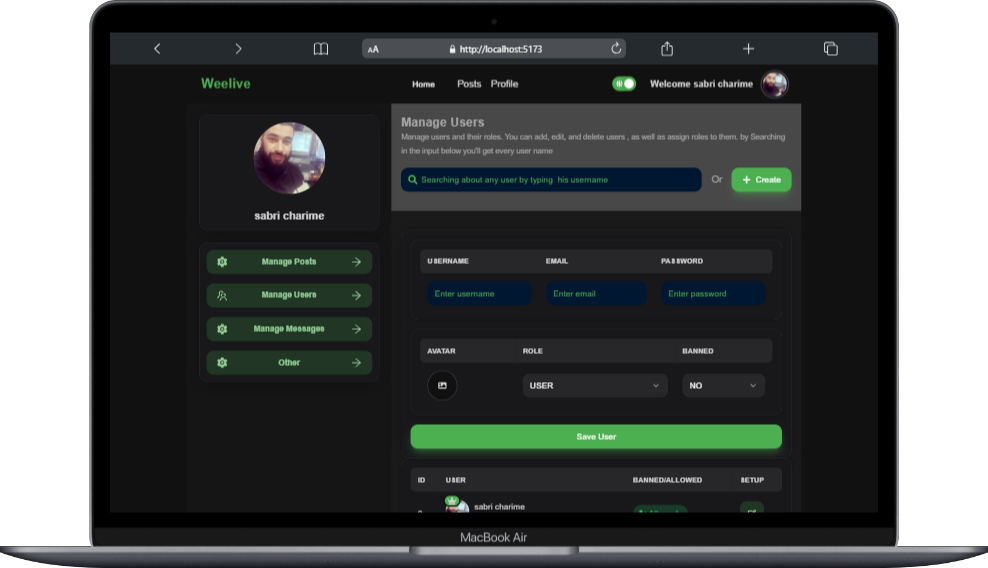 AA http://localhost:5173
Weelive Home Posts Profile Welcome sabri charime
sabri charime
Manage Posts
Manage Users
Manage Messages
Other
Manage Users
Manage users and their roles. You can add, edit, and delete users , as well as assign roles to them. by Searching
in the input below you'll get every user name
Searching about any user by typing his username Or + Create
USERNAME EMAIL PASSWORD
Enter username Enter email Enter password
AVATAR ROLE BANNED
USER NO
Save User
ID USER BANNED/ALLOWED SETUP
sabri charime
MacBook Air